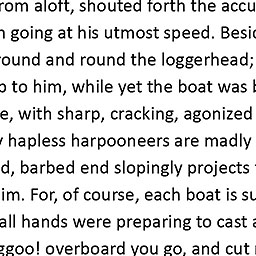 rom aloft, shouted forth the accu
n going at his utmost speed. Besi
round and round the loggerhead;
p to him, while yet the boat was b
e, with sharp, cracking, agonized
y hapless harpooneers are madly
d, barbed end slopingly projects
im. For, of course, each boat is su
all hands were preparing to cast a
ggoo! overboard you go, and cut